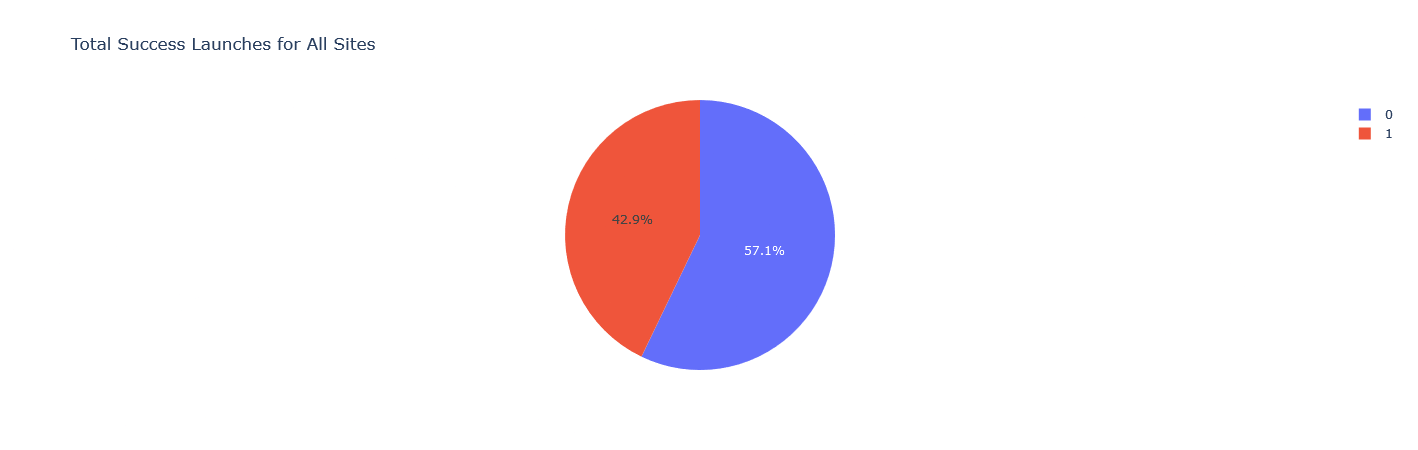 Total Success Launches for All Sites
0
1
42.9%
57.1%